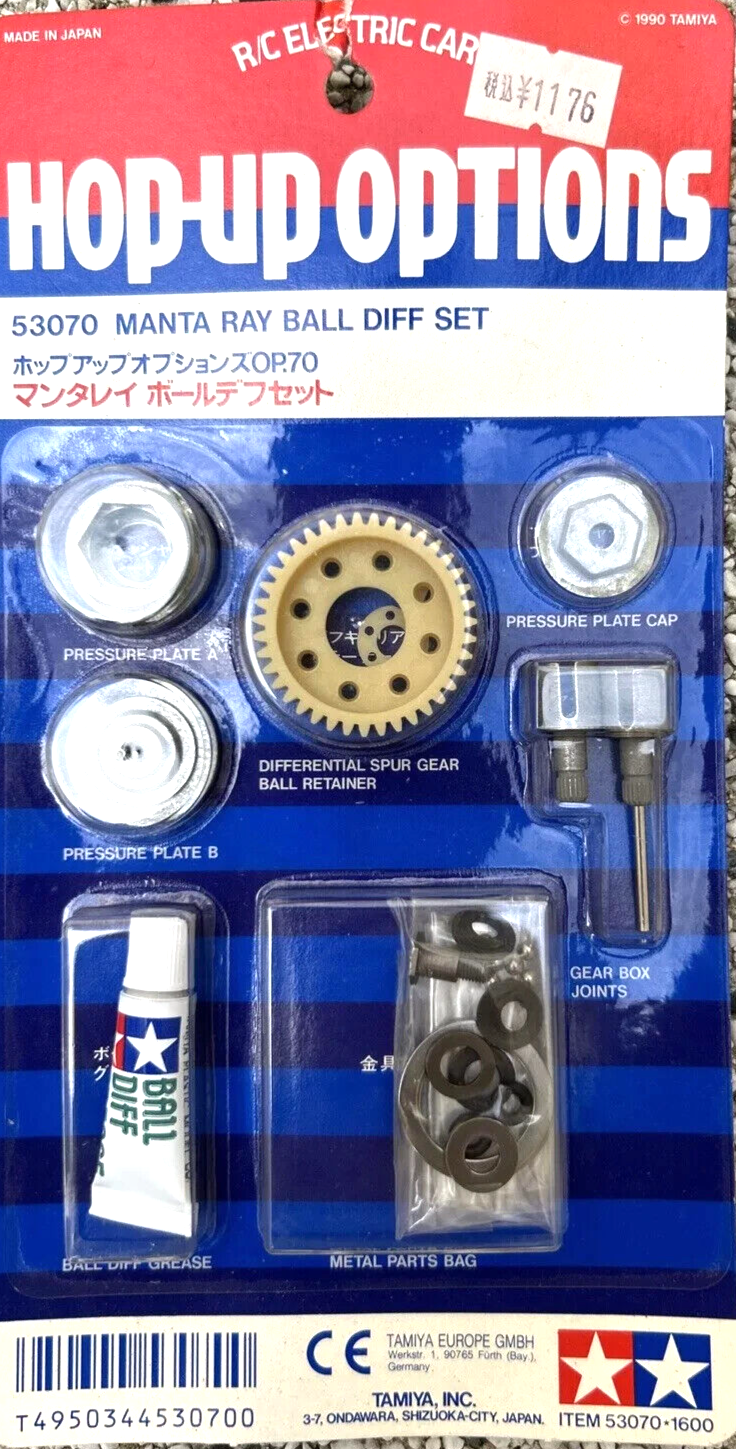 MADE IN JAPAN
© 1990 TAMIYA
R/C ELECTRIC CAR
税込¥1176
HOP-UP OPTIONS
53070 MANTA RAY BALL DIFF SET
ホップアップオプションズOP.70
マンタレイ ボールデフセット
PRESSURE PLATE A
PRESSURE PLATE CAP
DIFFERENTIAL SPUR GEAR
BALL RETAINER
PRESSURE PLATE B
GEAR BOX
JOINTS
ボ
グ
BALL
DIFF
金具
BALL DIFF GREASE
METAL PARTS BAG
T4950344530700
CE
TAMIYA EUROPE GMBH
Werkstr. 1, 90765 Fürth (Bay.),
Germany.
TAMIYA, INC.
3-7, ONDAWARA, SHIZUOKA-CITY, JAPAN.
ITEM 53070★1600